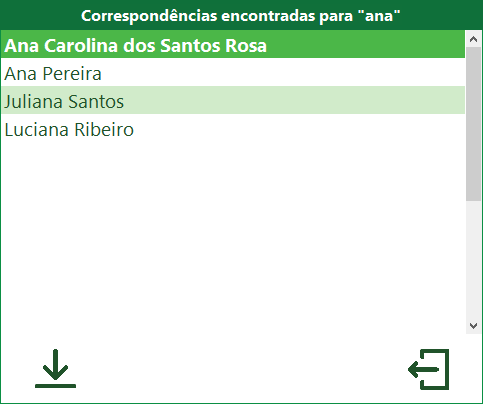 Correspondências encontradas para "ana"
Ana Carolina dos Santos Rosa
Ana Pereira
Juliana Santos
Luciana Ribeiro